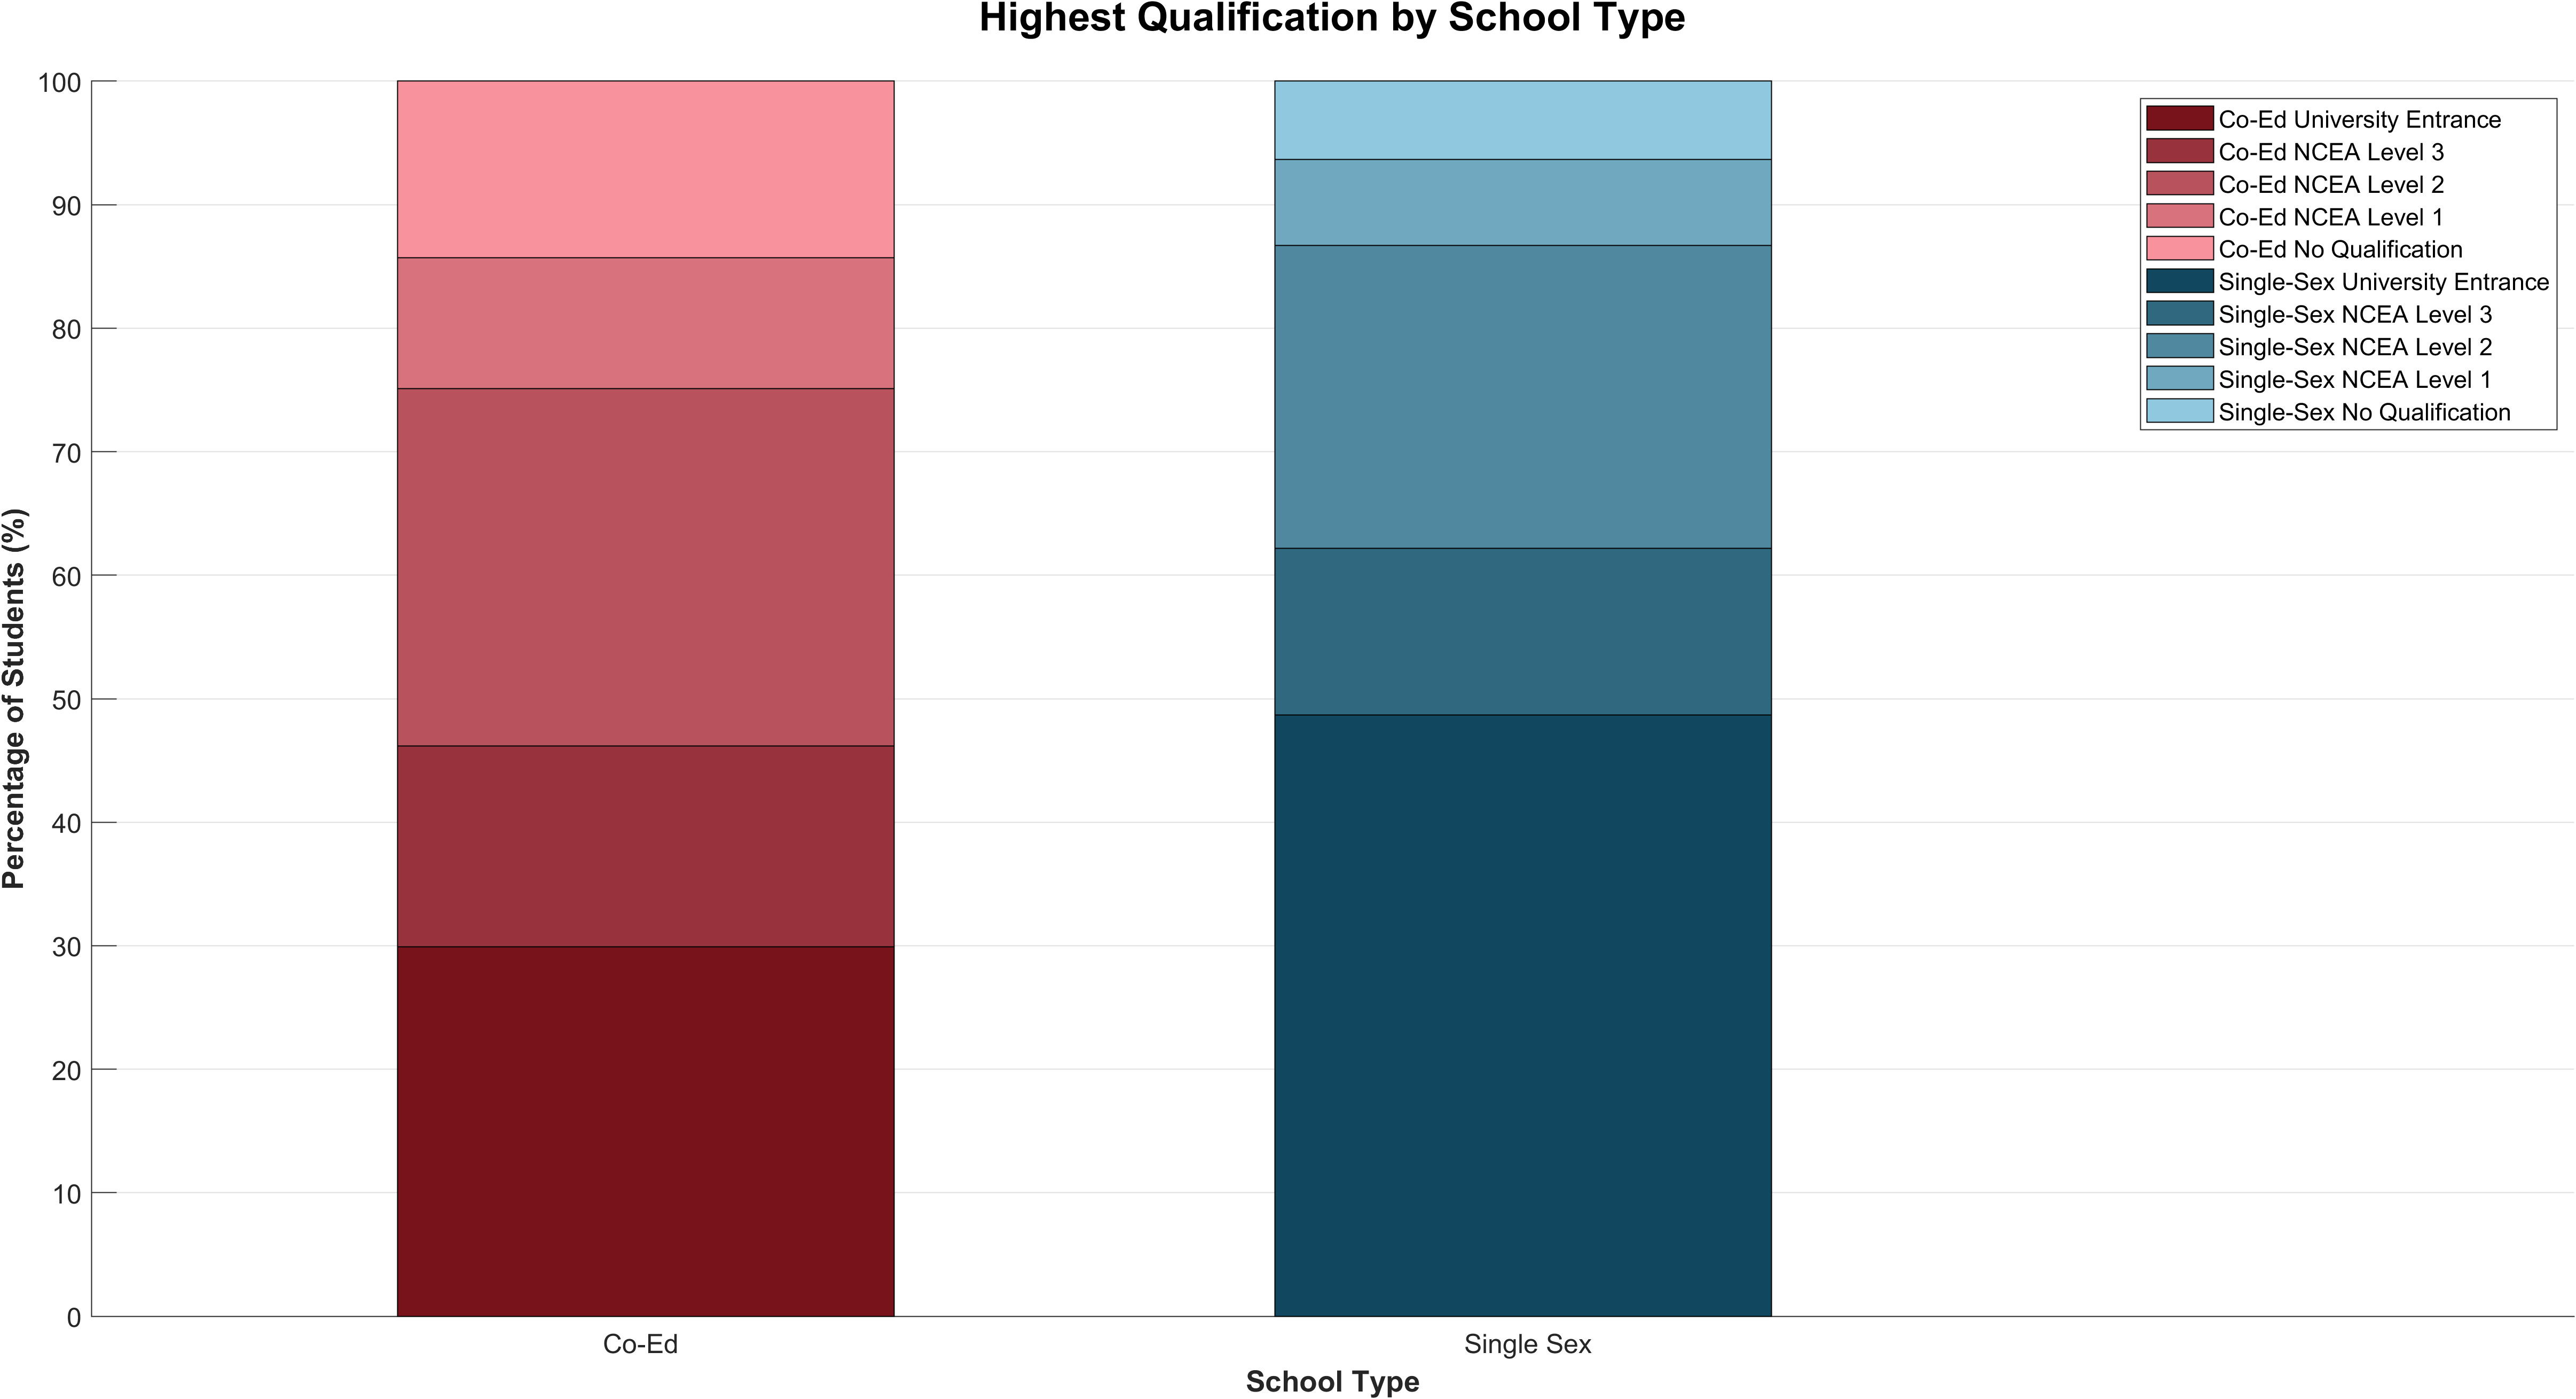 Highest Qualification by School Type
100
90
80
70
60
50
40
30
20
10
0
Percentage of Students (%)
Co-Ed University Entrance
Co-Ed NCEA Level 3
Co-Ed NCEA Level 2
Co-Ed NCEA Level 1
Co-Ed No Qualification
Single-Sex University Entrance
Single-Sex NCEA Level 3
Single-Sex NCEA Level 2
Single-Sex NCEA Level 1
Single-Sex No Qualification
Co-Ed
Single Sex
School Type